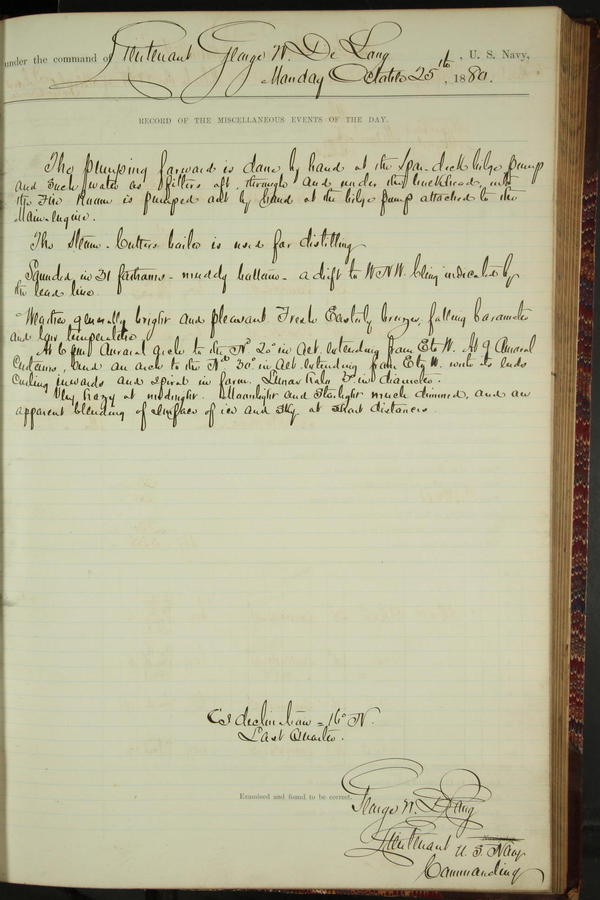 under the command of Lieutenant George W. De Long, U. S. Navy,
Monday October 25th, 1880.
RECORD OF THE MISCELLANEOUS EVENTS OF THE DAY.
The pumping forward is done by hand at the Spar-deck bilge pump
and such water as filters aft, through and under the bulkhead, into
the Fire Room is pumped out by hand at the bilge pump attached to the
Main-engine.
The Steam-Cutters boiler is used for distilling
Sounded in 31 fathoms - muddy bottom - a drift to WNW. being indicated by
the lead line.
Weather generally bright and pleasant Fresh Easterly breezes, falling barometer
and low temperature
At 6 pm Auroral arch to the Nd 20° in alt. extending from E to W. At 9 Auroral
Curtains, and an arch to the Nd 30° in alt. extending from E to W. with its ends
Curling inwards and spiral in form. Lunar halo in diameter.
Very hazy at midnight. Moonlight and Starlight much dimmed, and an
apparent blending of surface of ice and Sky at short distances.
declination = 16° N.
Last Quarter.
Examined and found to be correct.
George W. De Long
Lieutenant U. S. Navy
Navigator.
Commanding